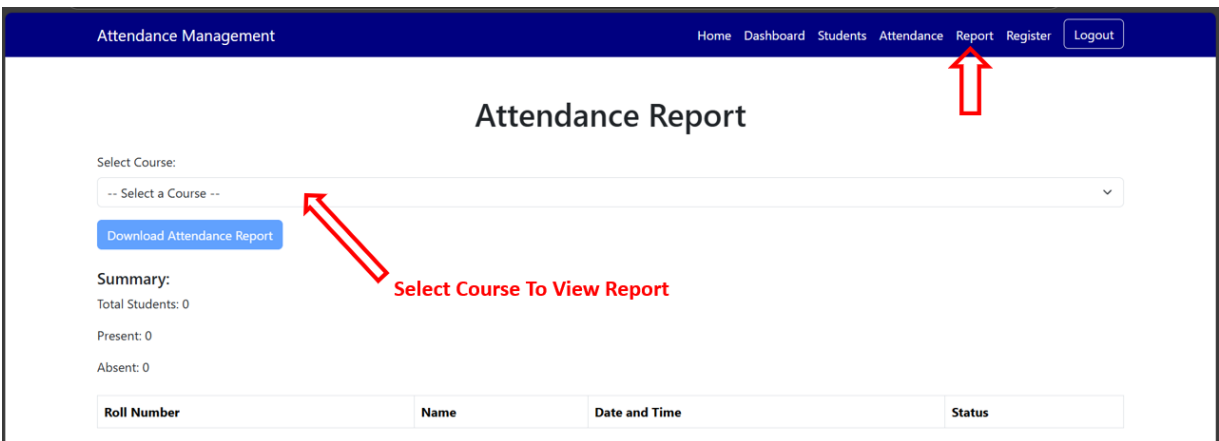 Attendance Management Home Dashboard Students Attendance Report Register Logout
Attendance Report
Select Course:
-- Select a Course --
Download Attendance Report
Summary:
Select Course To View Report
Total Students: 0
Present: 0
Absent: 0
Roll Number Name Date and Time Status